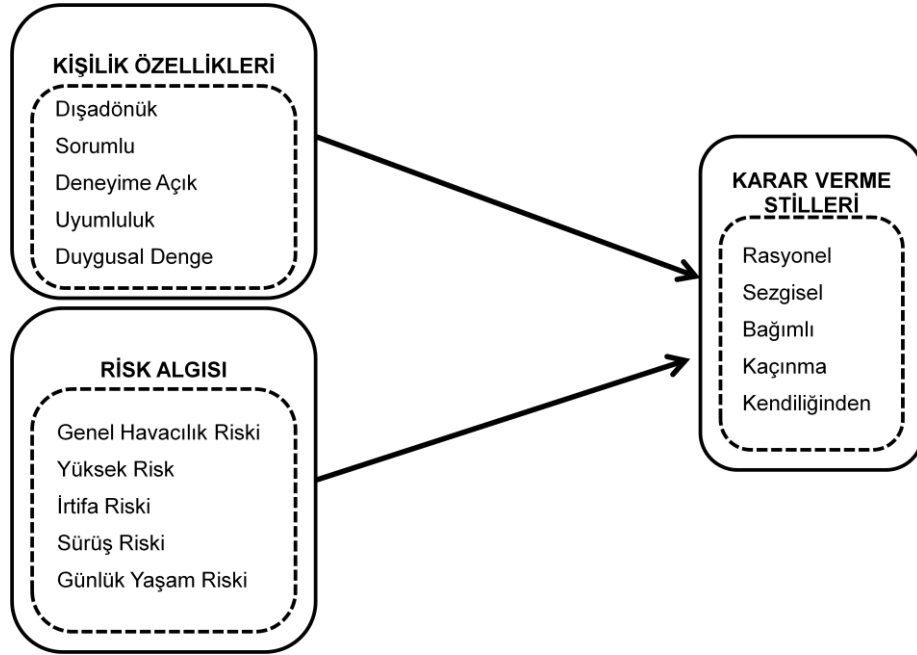 KİŞİLİK ÖZELLİKLERİ
Dışadönük
Sorumlu
Deneyime Açık
Uyumluluk
Duygusal Denge
RİSK ALGISI
Genel Havacılık Riski
Yüksek Risk
İrtifa Riski
Sürüş Riski
Günlük Yaşam Riski
KARAR VERME
STİLLERİ
Rasyonel
Sezgisel
Bağımlı
Kaçınma
Kendiliğinden